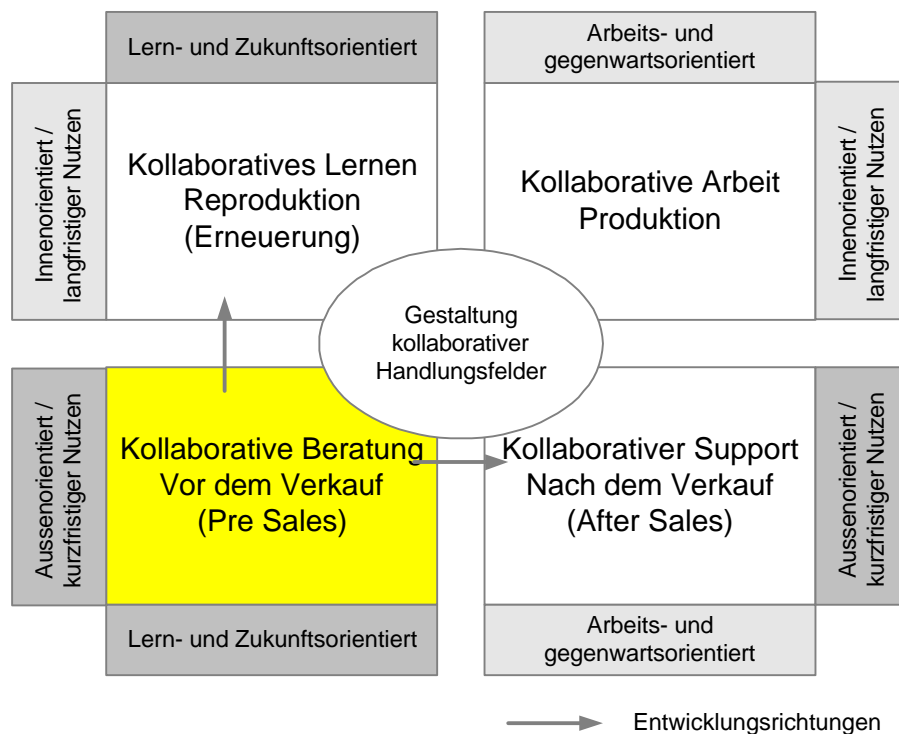 Lern- und Zukunftsorientiert
Arbeits- und
gegenwartsorientiert
Innenorientiert /
langfristiger Nutzen
Kollaboratives Lernen
Reproduktion
(Erneuerung)
Kollaborative Arbeit
Produktion
Innenorientiert /
langfristiger Nutzen
Gestaltung
kollaborativer
Handlungsfelder
Aussenorientiert /
kurzfristiger Nutzen
Kollaborative Beratung
Vor dem Verkauf
(Pre Sales)
Kollaborativer Support
Nach dem Verkauf
(After Sales)
Aussenorientiert /
kurzfristiger Nutzen
Lern- und Zukunftsorientiert
Arbeits- und
gegenwartsorientiert
Entwicklungsrichtungen